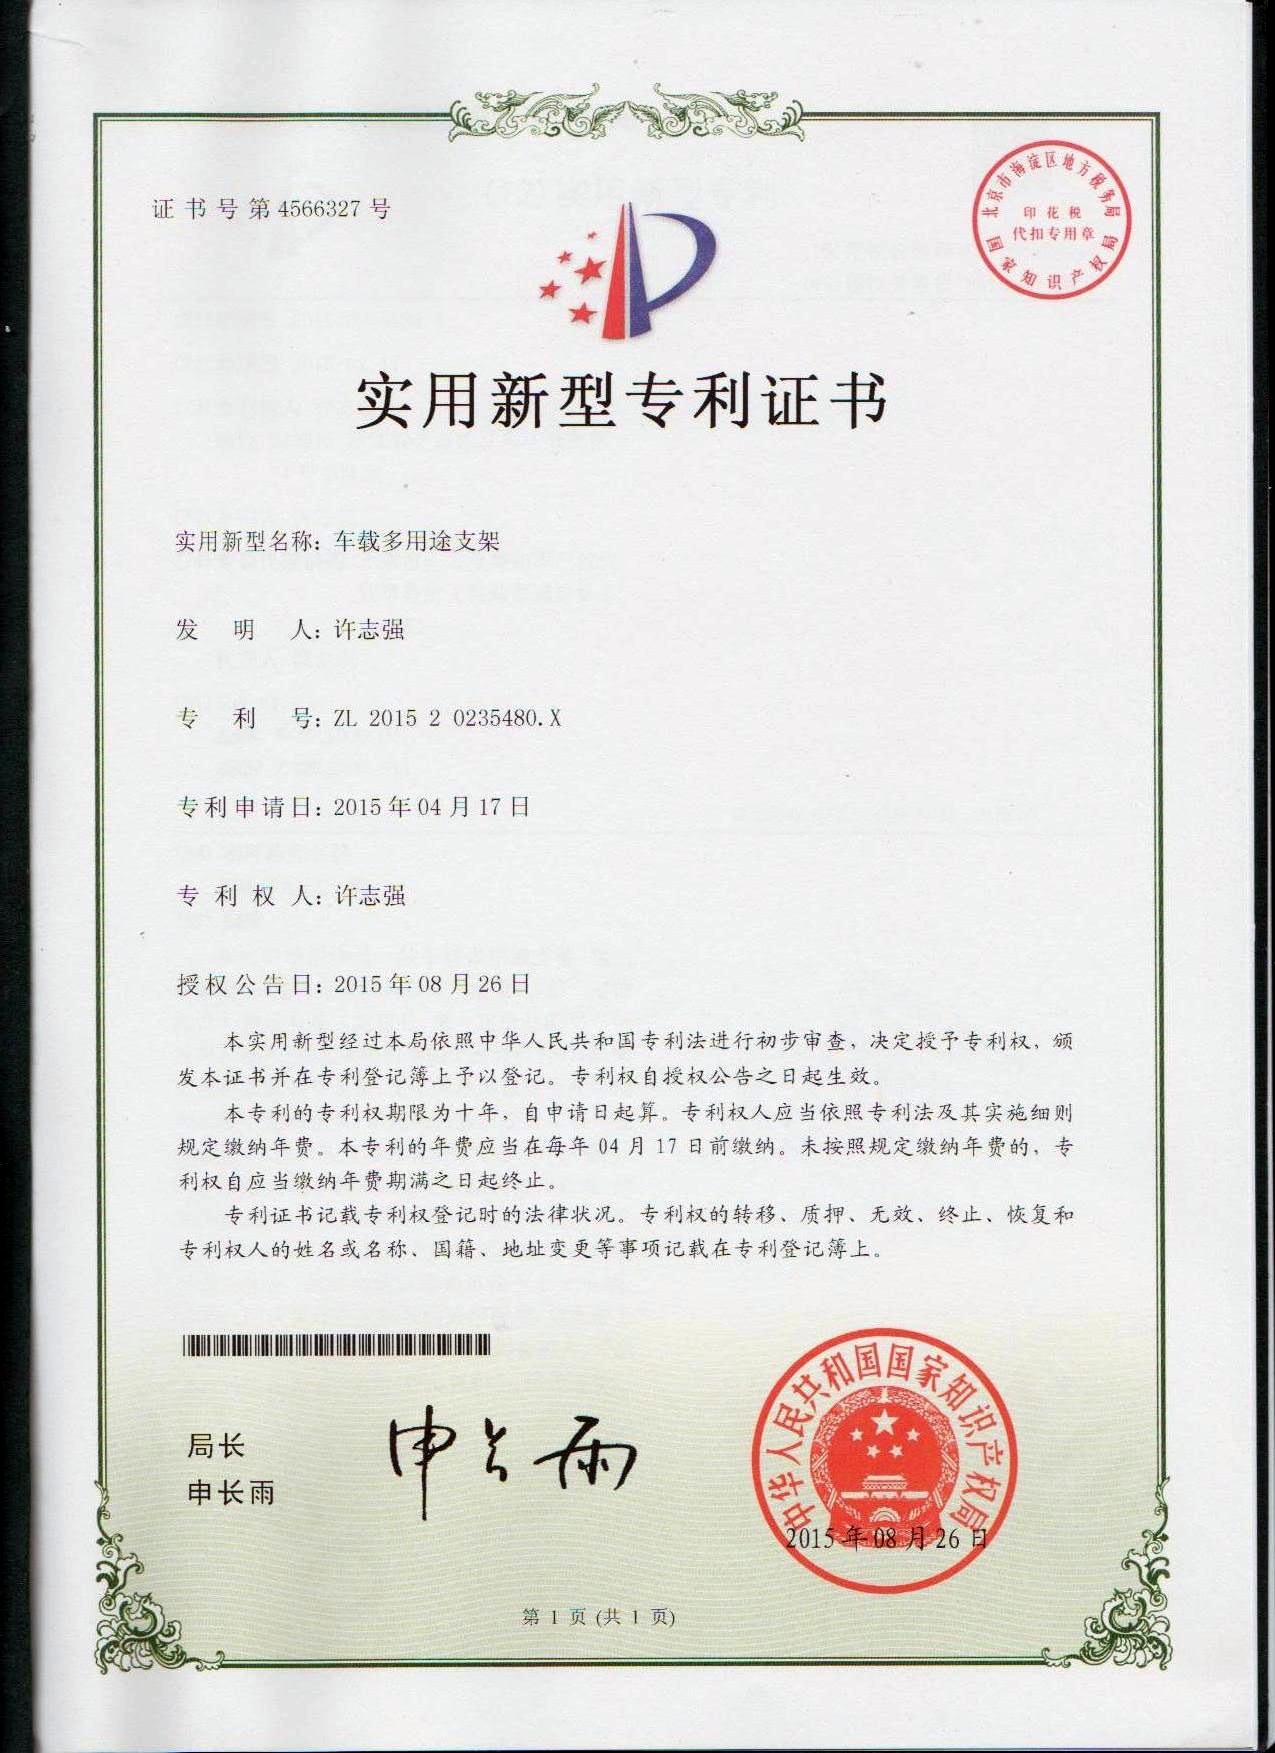 证书号第4566327号
北京市海淀区地方税务局
印花税
代扣专用章
国家知识产权局
实用新型专利证书
实用新型名称：车载多用途支架
发明人：许志强
专利号：ZL 2015 2 0235480.X
专利申请日：2015年04月17日
专利权人：许志强
授权公告日：2015年08月26日
本实用新型经过本局依照中华人民共和国专利法进行初步审查，决定授予专利权，颁
发本证书并在专利登记簿上予以登记。专利权自授权公告之日起生效。
本专利的专利权期限为十年，自申请日起算。专利权人应当依照专利法及其实施细则
规定缴纳年费。本专利的年费应当在每年04月17日前缴纳。未按照规定缴纳年费的，专
利权自应当缴纳年费期满之日起终止。
专利证书记载专利权登记时的法律状况。专利权的转移、质押、无效、终止、恢复和
专利权人的姓名或名称、国籍、地址变更等事项记载在专利登记簿上。
局长
申长雨
申长雨
中华人民共和国国家知识产权局
2015年08月26日
第1页(共1页)